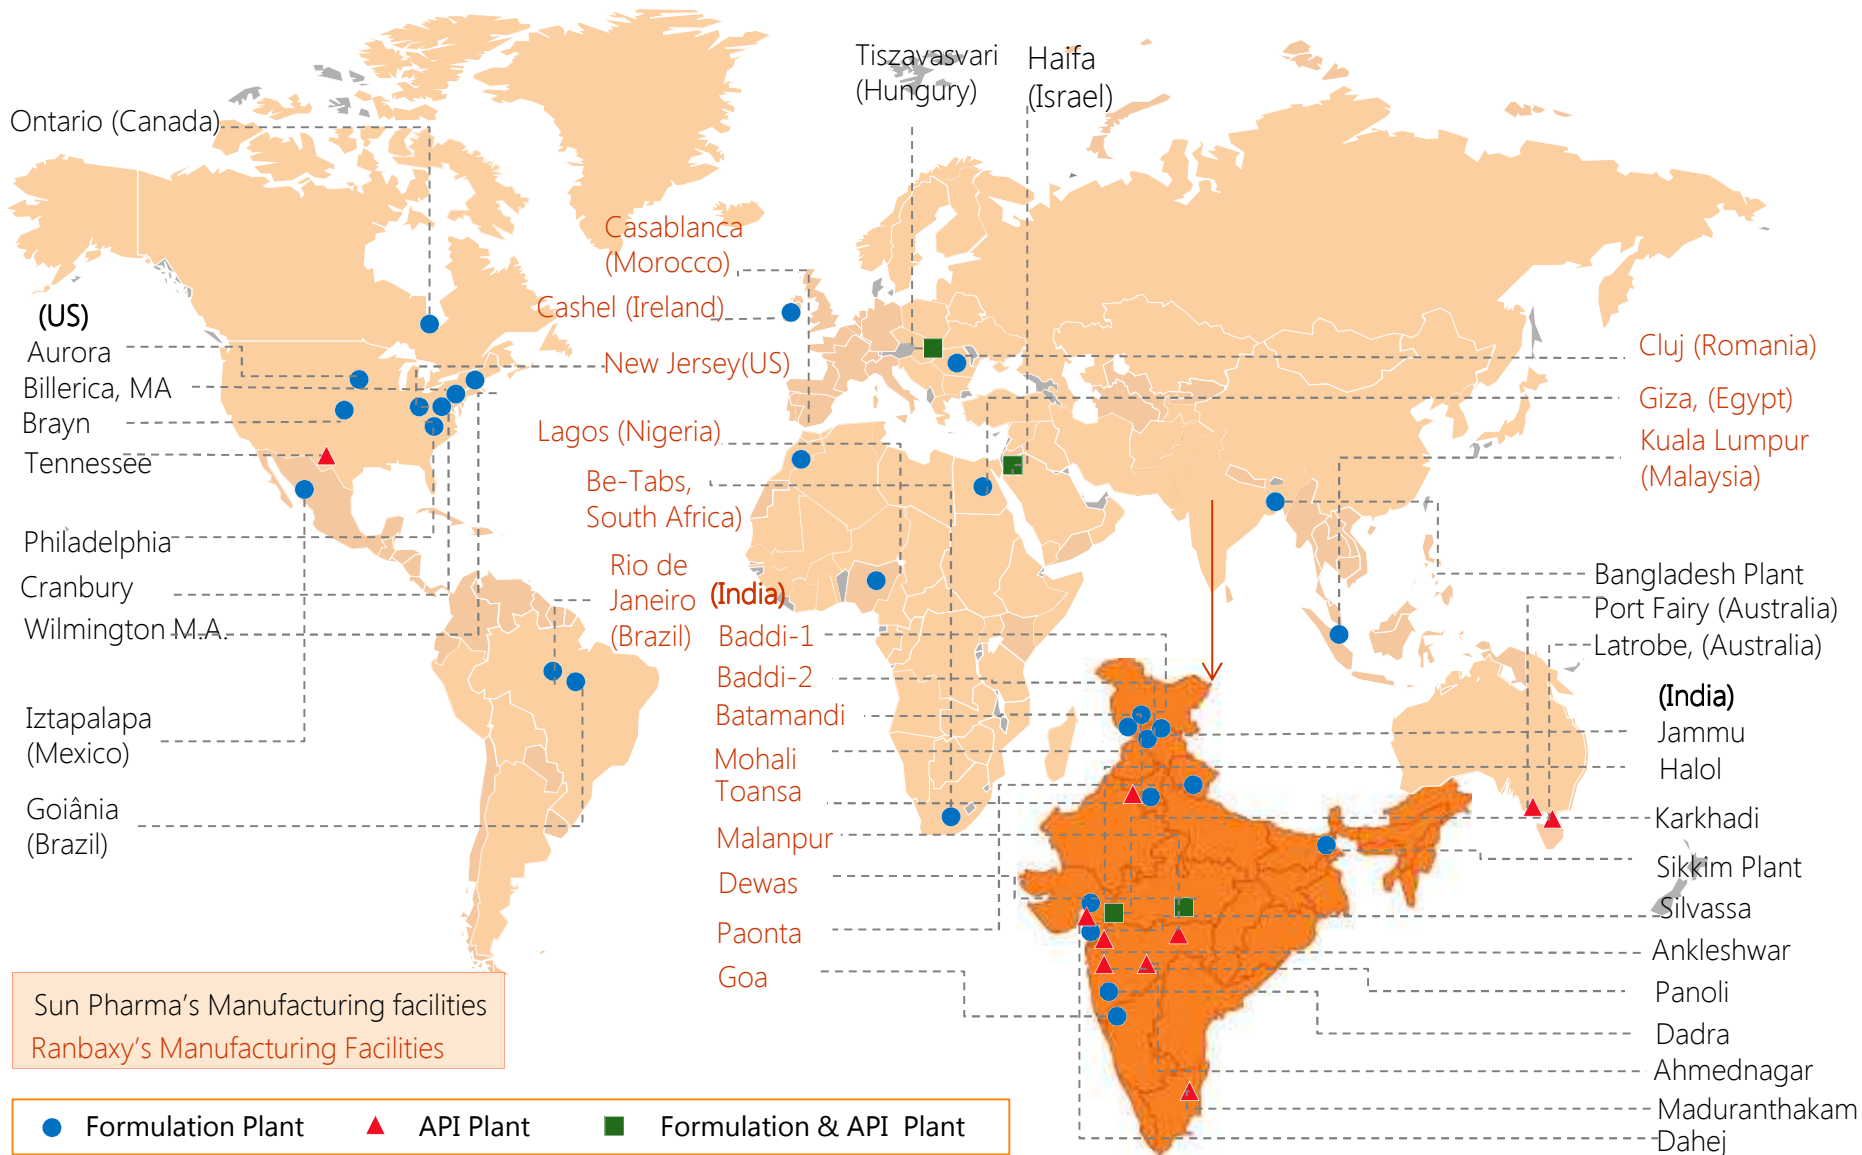 Tiszavasvari
(Hungury)
Haifa
(Israel)
Ontario (Canada)
Casablanca
(Morocco)
Cashel (Ireland)
(US)
Aurora
Billerica, MA
Brayn
Tennessee
New Jersey(US)
Cluj (Romania)
Giza, (Egypt)
Kuala Lumpur
(Malaysia)
Lagos (Nigeria)
Be-Tabs,
South Africa)
Philadelphia
Cranbury
Wilmington M.A.
Rio de
Janeiro
(Brazil)
Bangladesh Plant
Port Fairy (Australia)
Latrobe, (Australia)
Iztapalapa
(Mexico)
Goiânia
(Brazil)
(India)
Baddi-1
Baddi-2
Batamandi
Mohali
Toansa
Malanpur
Dewas
Paonta
Goa
(India)
Jammu
Halol
Karkhadi
Sikkim Plant
Silvassa
Ankleshwar
Panoli
Dadra
Ahmednagar
Maduranthakam
Dahej
Sun Pharma's Manufacturing facilities
Ranbaxy's Manufacturing Facilities
Formulation Plant
API Plant
Formulation & API Plant